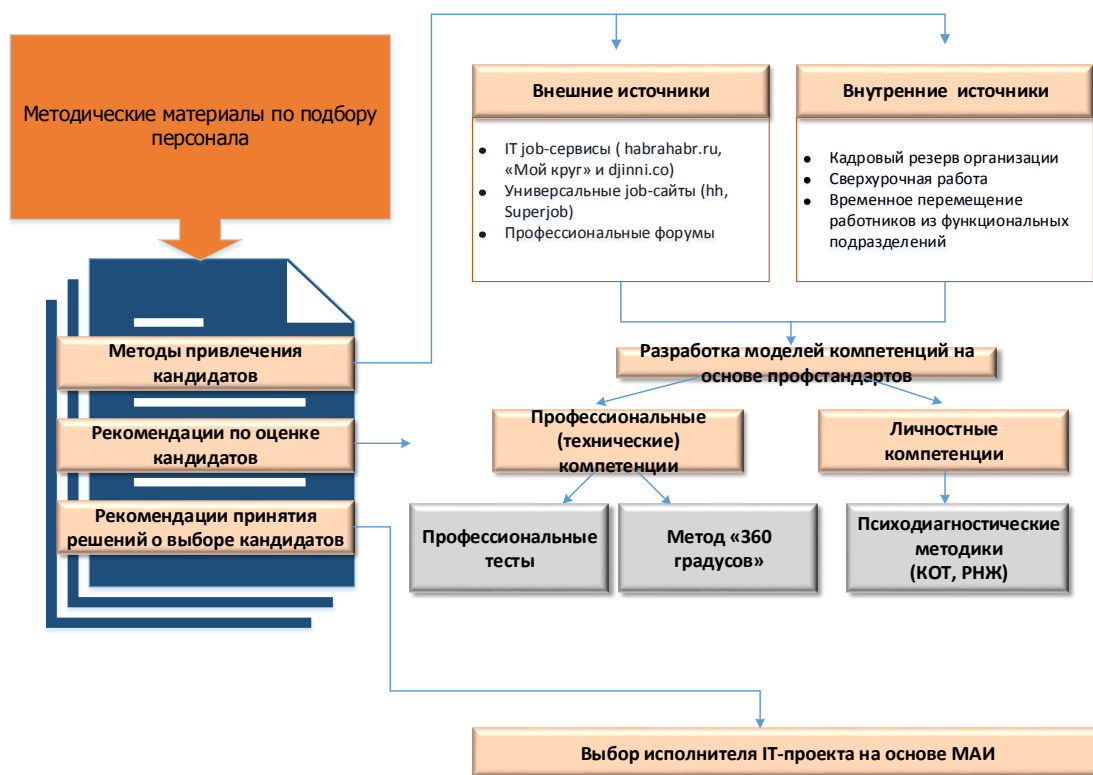 Методические материалы по подбору
персонала
Методы привлечения
кандидатов
Рекомендации по оценке
кандидатов
Рекомендации принятия
решений о выборе кандидатов
Внешние источники
IT job-сервисы ( habrahabr.ru,
«Мой круг» и djinni.co)
Универсальные job-сайты (hh,
Superjob)
Профессиональные форумы
Внутренние источники
Кадровый резерв организации
Сверхурочная работа
Временное перемещение
работников из функциональных
подразделений
Разработка моделей компетенций на
основе профстандартов
Профессиональные
(технические)
компетенции
Личностные
компетенции
Профессиональные
тесты
Метод «360
градусов»
Психодиагностические
методики
(КОТ, РНЖ)
Выбор исполнителя IT-проекта на основе МАИ